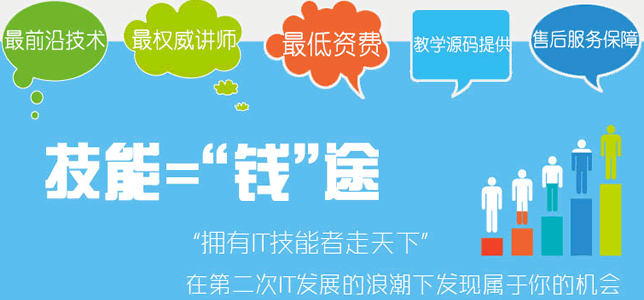 最前沿技术
最权威讲师
最低资费
教学源码提供
售后服务保障
技能=“钱”途
“拥有IT技能者走天下”
在第二次IT发展的浪潮下发现属于你的机会